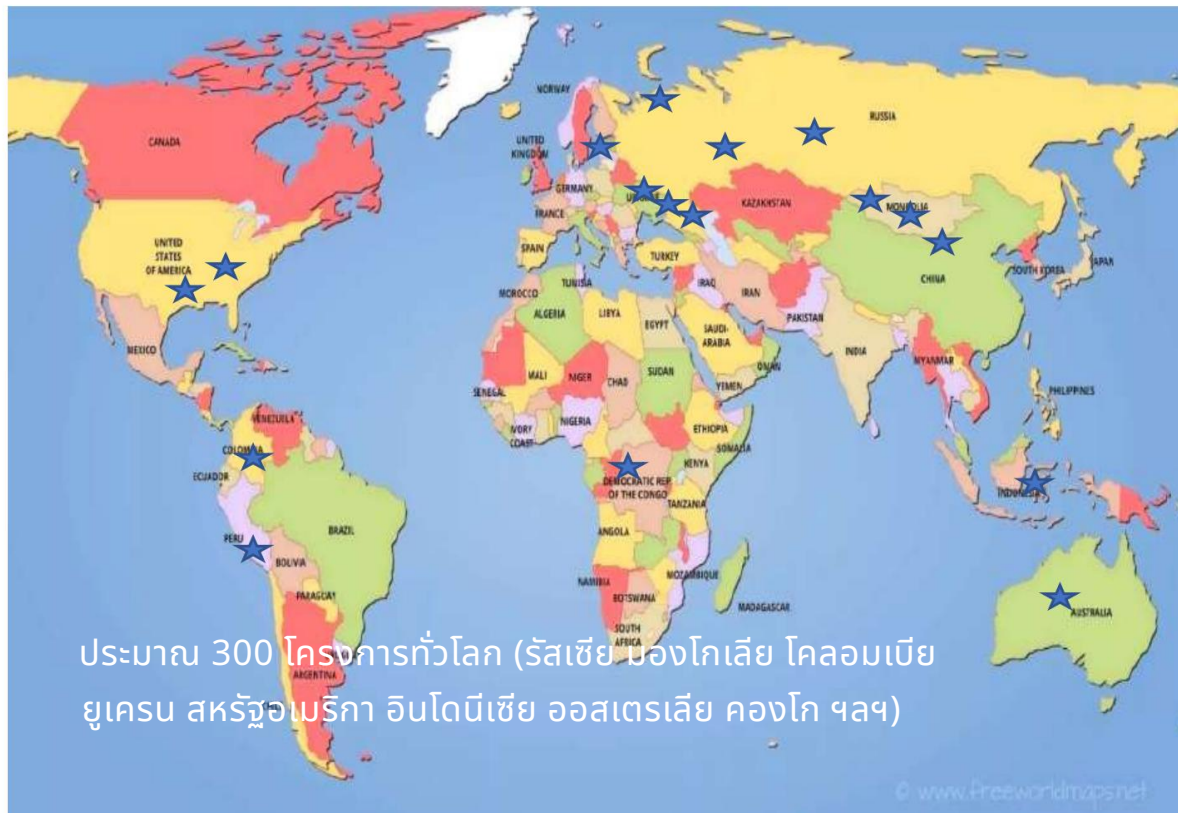 NORWAY
RUSSIA
CANADA
UNITED
KINGDOM
GERMANY
KAZAKHSTAN
MONGOLIA
FRANCE
UNITED
STATES
OF AMERICA
SPAIN
TURKEY
CHINA
SOUTH KOREA
JAPAN
TUNISIA
MOROCCO
IRAQ
IRAN
ALGERIA
LIBYA
EGYPT
PAKISTAN
SAUDI-
ARABIA
MEXICO
INDIA
OMAN
MYANMAR
MALI
NIGER
CHAD
SUDAN
YEMEN
SENEGAL
PHILIPPINES
VENEZUELA
IVORY
COAST
NIGERIA
ETHIOPIA
SOMALIA
COLOMBIA
ECUADOR
KENYA
DEMOCRATIC REP.
OF THE CONGO
INDONESIA
TANZANIA
BRAZIL
PERU
ANGOLA
BOLIVIA
MOZAMBIQUE
NAMIBIA
BOTSWANA
MADAGASCAR
PARAGUAY
AUSTRALIA
SOUTH
AFRICA
ประมาณ 300 โครงการทั่วโลก (รัสเซีย มองโกเลีย โคลอมเบีย
ARGENTINA
ยูเครน สหรัฐอเมริกา อินโดนีเซีย ออสเตรเลีย คองโก ฯลฯ)
© www.freeworldmaps.net